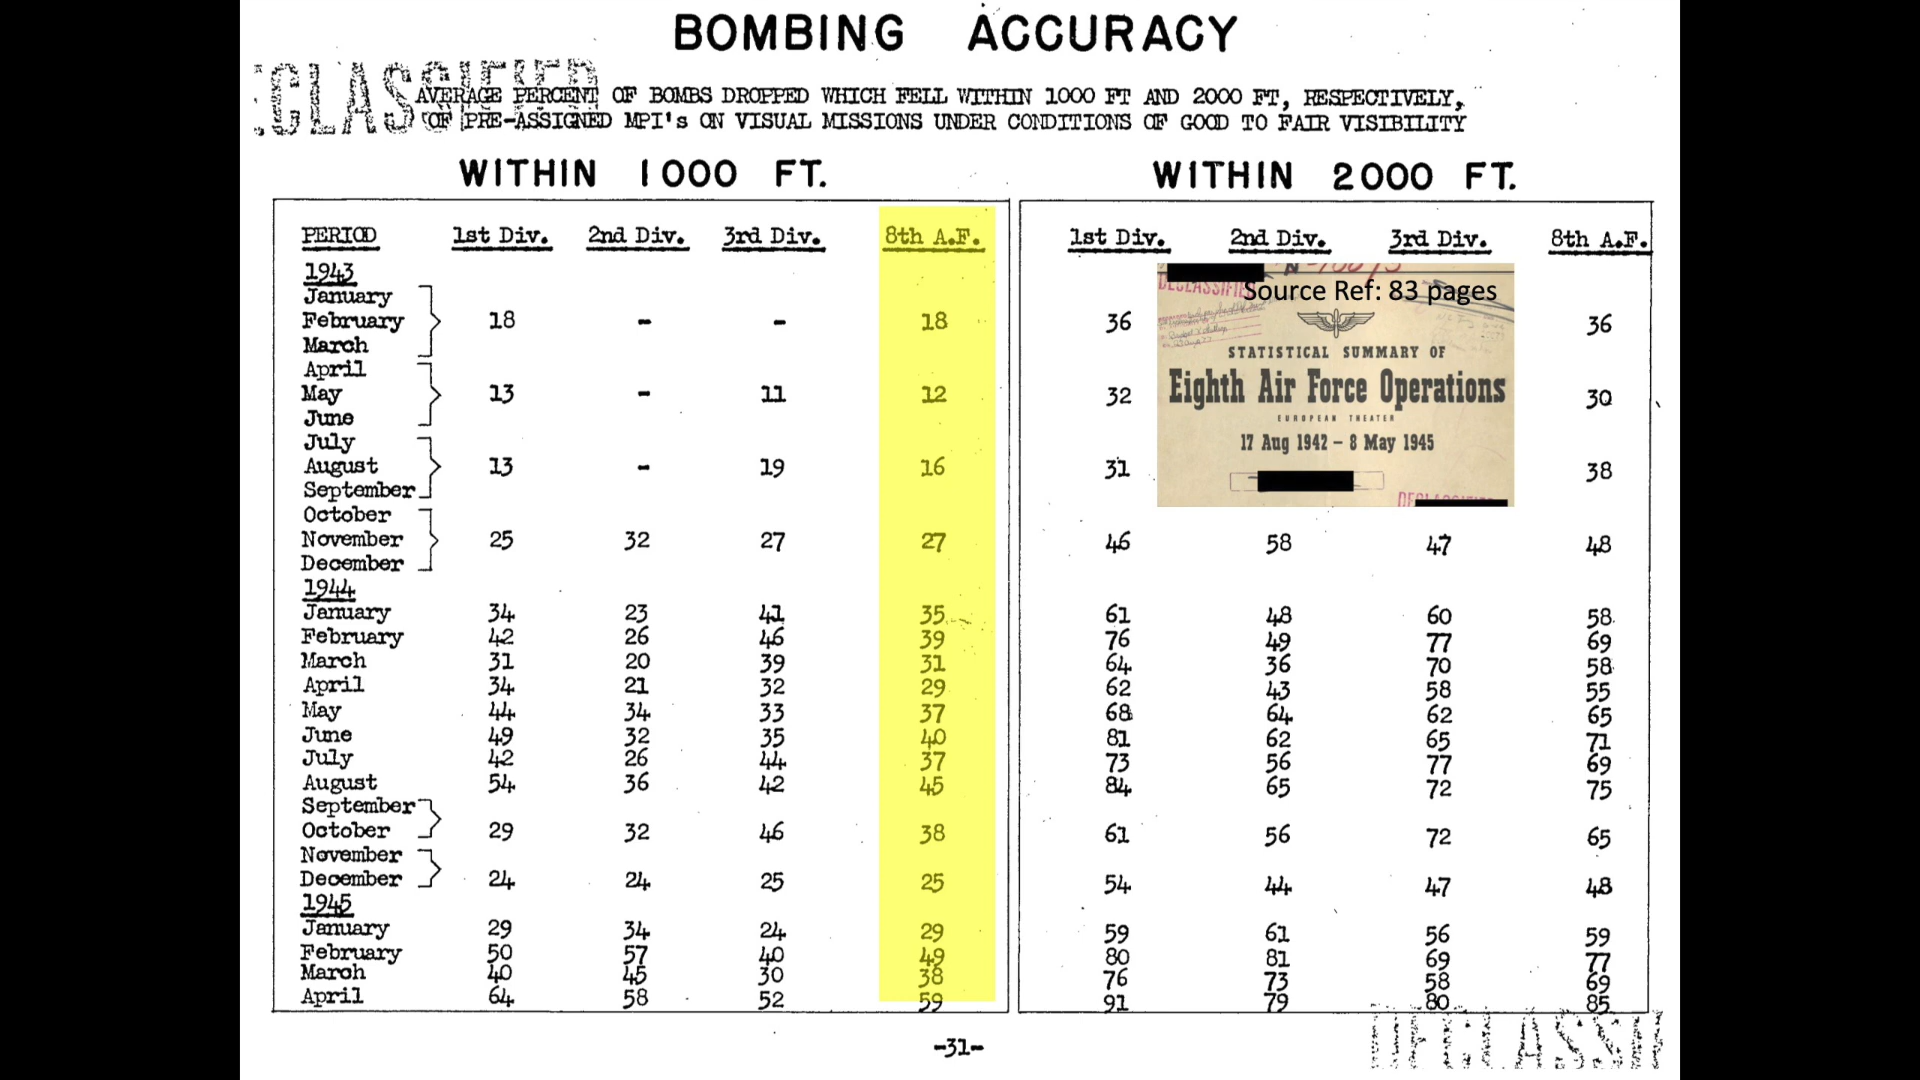 BOMBING ACCURACY
AVERAGE PERCENT OF BOMBS DROPPED WHICH FELL WITHIN 1000 FT AND 2000 FT, RESPECTIVELY,
OF PRE-ASSIGNED MPI's ON VISUAL MISSIONS UNDER CONDITIONS OF GOOD TO FAIR VISIBILITY
WITHIN 1000 FT. WITHIN 2000 FT.
PERIOD 1st Div. 2nd Div. 3rd Div. 8th A.F. 1st Div. 2nd Div. 3rd Div. 8th A.F.
1943
January
February 18 - - 18 36 36
March
April
May 13 - 11 12 32 30
June
July
August 13 - 19 16 31 38
September
October
November 25 32 27 27 46 58 47 48
December
1944
January 34 23 41 35 61 48 60 58
February 42 26 46 39 76 49 77 69
March 31 20 39 31 64 36 70 58
April 34 21 32 29 62 43 58 55
May 44 34 33 37 68 64 62 65
June 49 32 35 40 81 62 65 71
July 42 26 44 37 73 56 77 69
August 54 36 42 45 84 65 72 75
September
October 29 32 46 38 61 56 72 65
November
December 24 24 25 25 54 44 47 48
1945
January 29 34 24 29 59 61 56 59
February 50 57 40 49 80 81 69 77
March 40 45 30 38 76 73 58 69
April 64 58 52 59 91 79 80 85
-31-
Source Ref: 83 pages
STATISTICAL SUMMARY OF
Eighth Air Force Operations
EUROPEAN THEATER
17 Aug 1942 – 8 May 1945